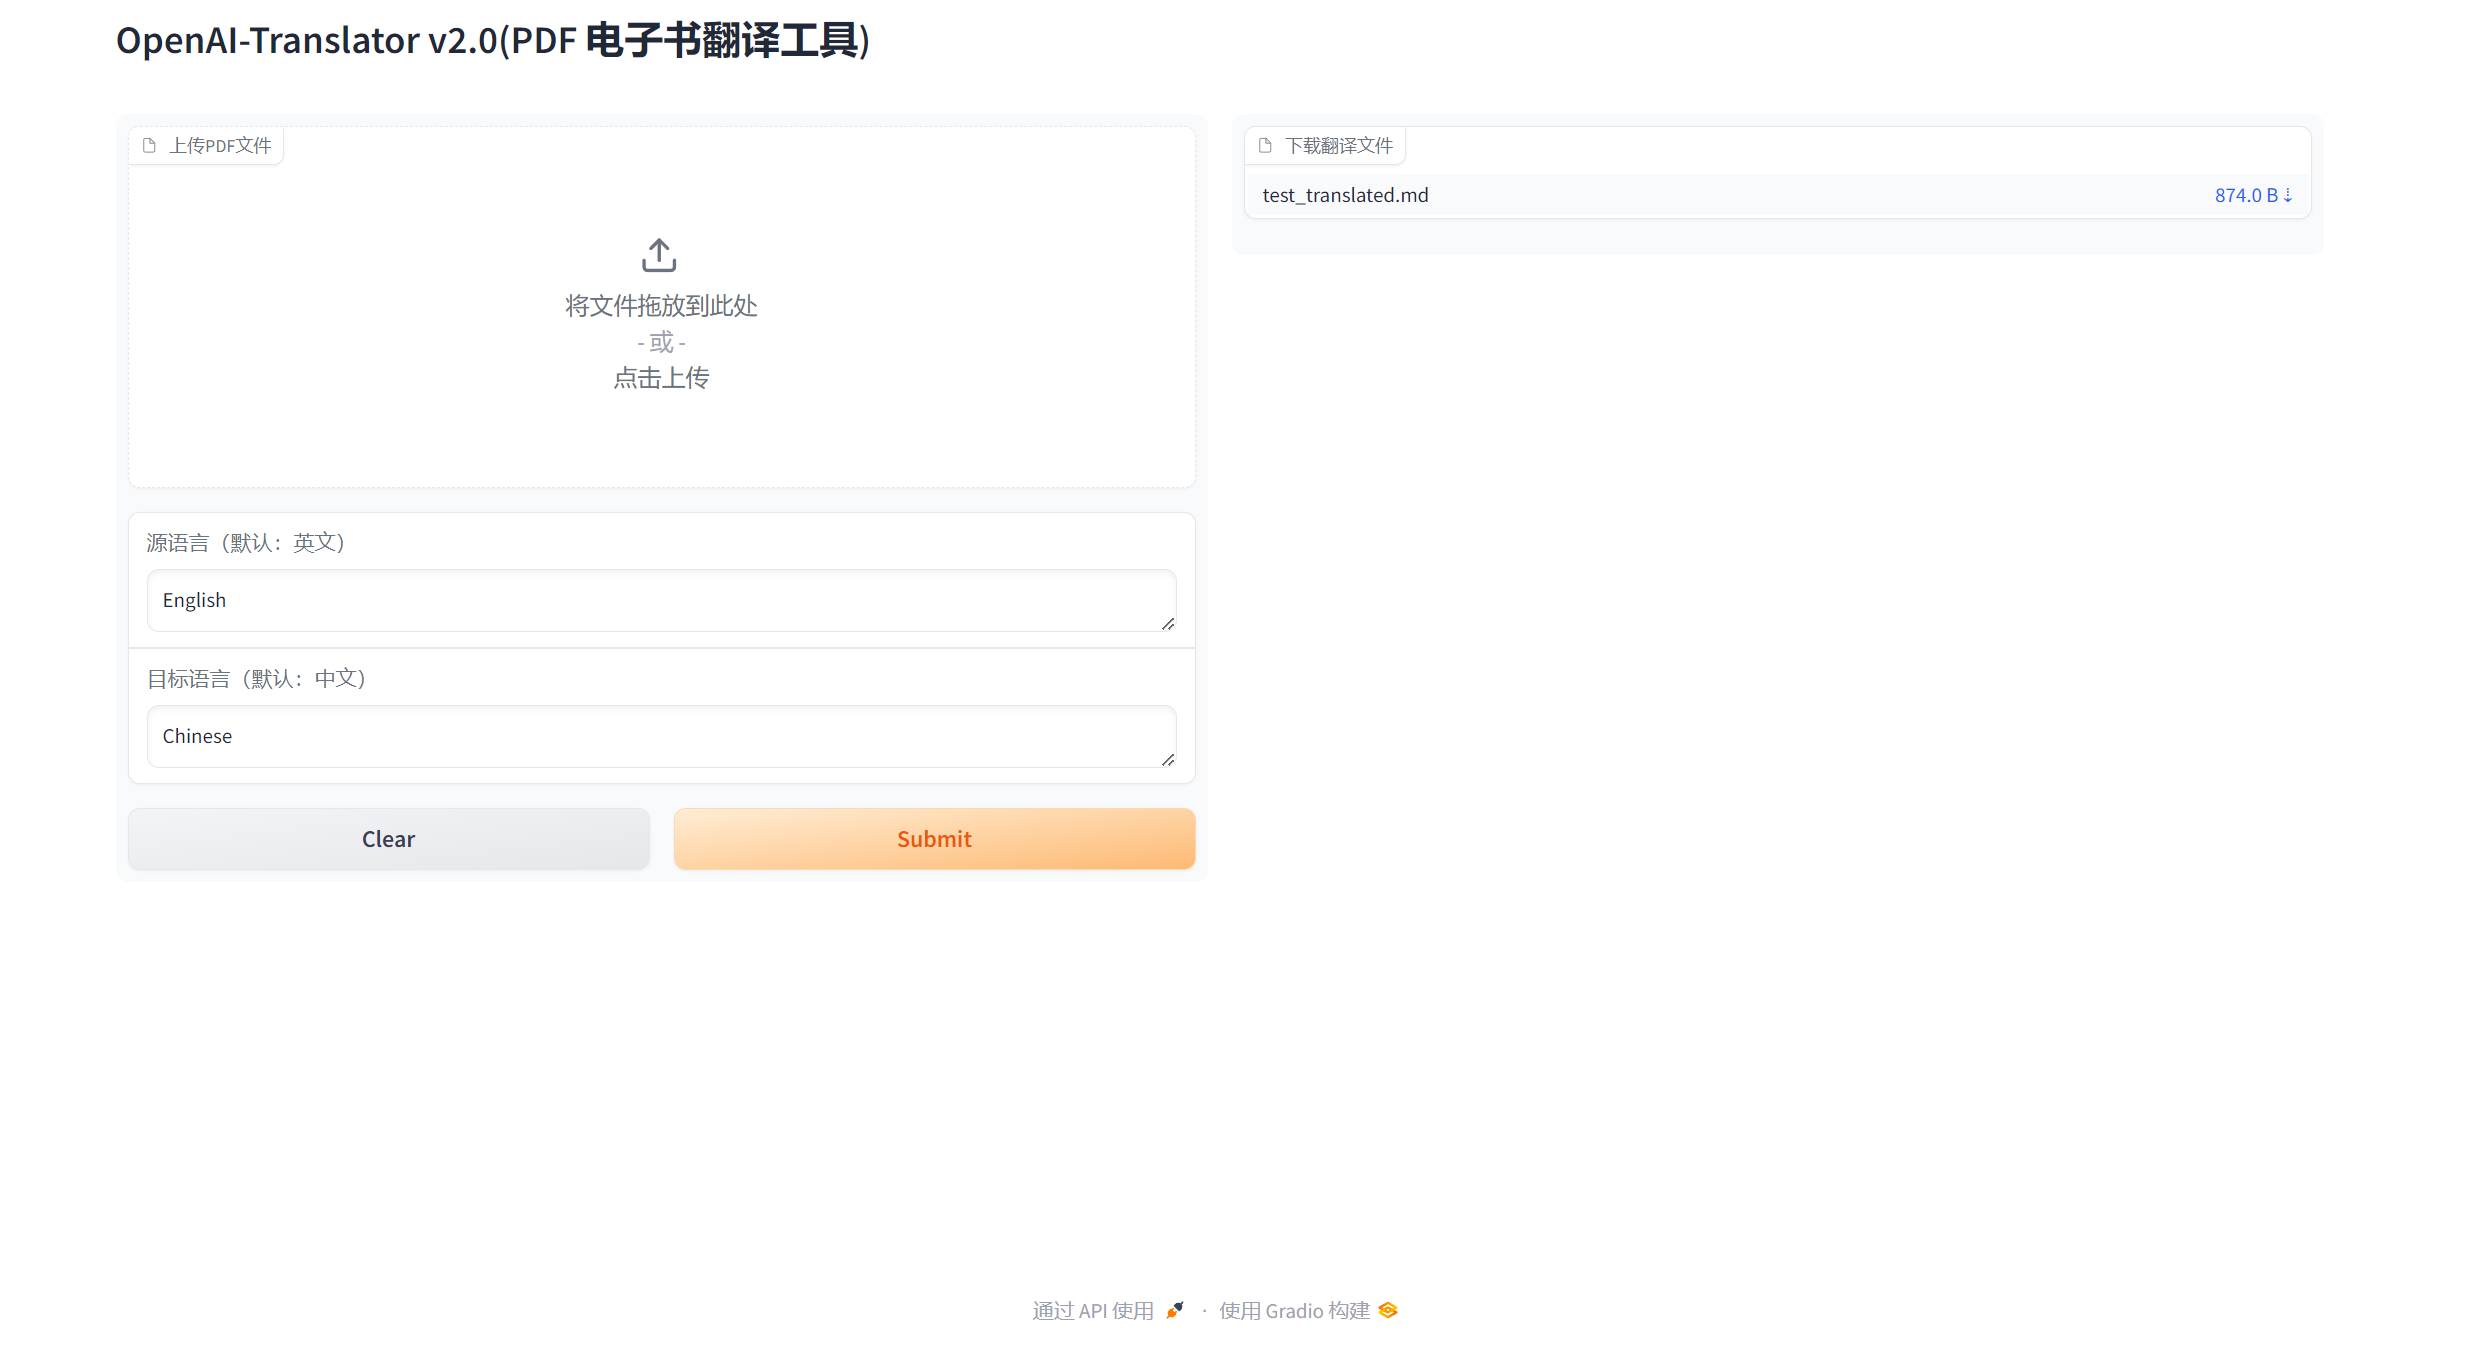 OpenAI-Translator v2.0(PDF 电子书翻译工具)
上传PDF文件
将文件拖放到此处
- 或 -
点击上传
源语言（默认：英文）
English
目标语言（默认：中文）
Chinese
Clear
Submit
下载翻译文件
test_translated.md
874.0 B ⇣
通过 API 使用 · 使用 Gradio 构建